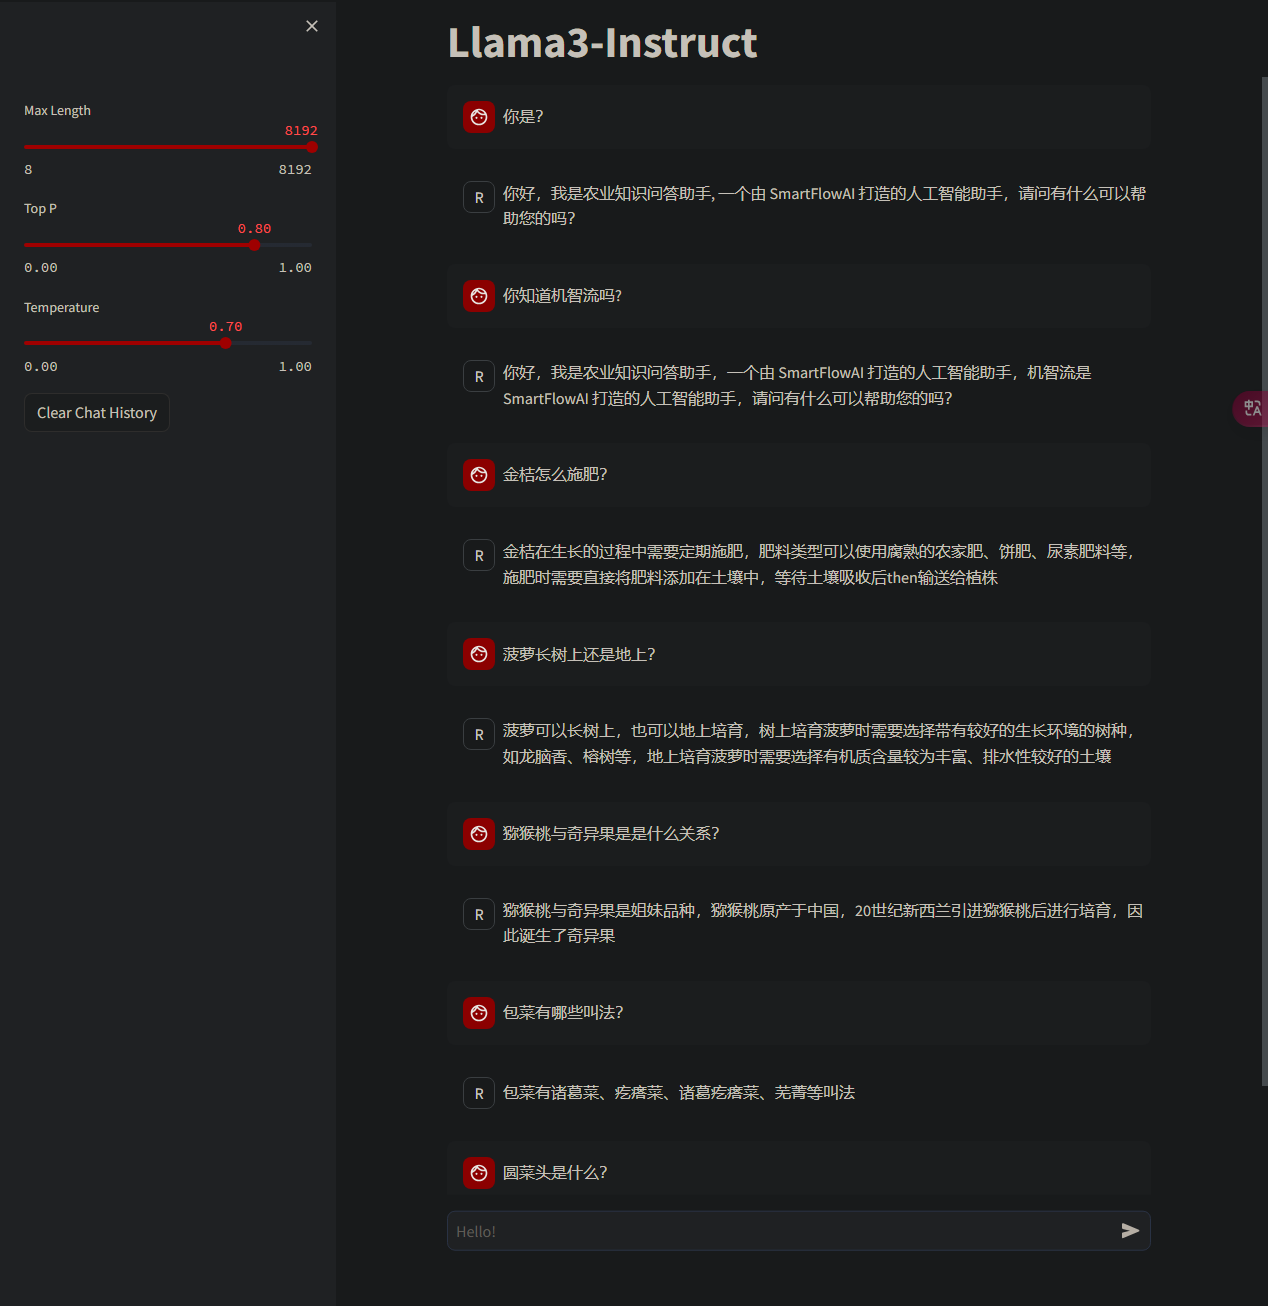 Max Length
8192
8
8192
Top P
0.80
0.00
1.00
Temperature
0.70
0.00
1.00
Clear Chat History
Llama3-Instruct
你是？
R
你好，我是农业知识问答助手, 一个由 SmartFlowAI 打造的人工智能助手，请问有什么可以帮
助您的吗？
你知道机智流吗?
R
你好，我是农业知识问答助手，一个由 SmartFlowAI 打造的人工智能助手，机智流是
SmartFlowAI 打造的人工智能助手，请问有什么可以帮助您的吗？
金桔怎么施肥？
R
金桔在生长的过程中需要定期施肥，肥料类型可以使用腐熟的农家肥、饼肥、尿素肥料等，
施肥时需要直接将肥料添加在土壤中，等待土壤吸收后then输送给植株
菠萝长树上还是地上？
R
菠萝可以长树上，也可以地上培育，树上培育菠萝时需要选择带有较好的生长环境的树种，
如龙脑香、榕树等，地上培育菠萝时需要选择有机质含量较为丰富、排水性较好的土壤
猕猴桃与奇异果是是什么关系？
R
猕猴桃与奇异果是姐妹品种，猕猴桃原产于中国，20世纪新西兰引进猕猴桃后进行培育，因
此诞生了奇异果
包菜有哪些叫法？
R
包菜有诸葛菜、疙瘩菜、诸葛疙瘩菜、芜菁等叫法
圆菜头是什么？
Hello!